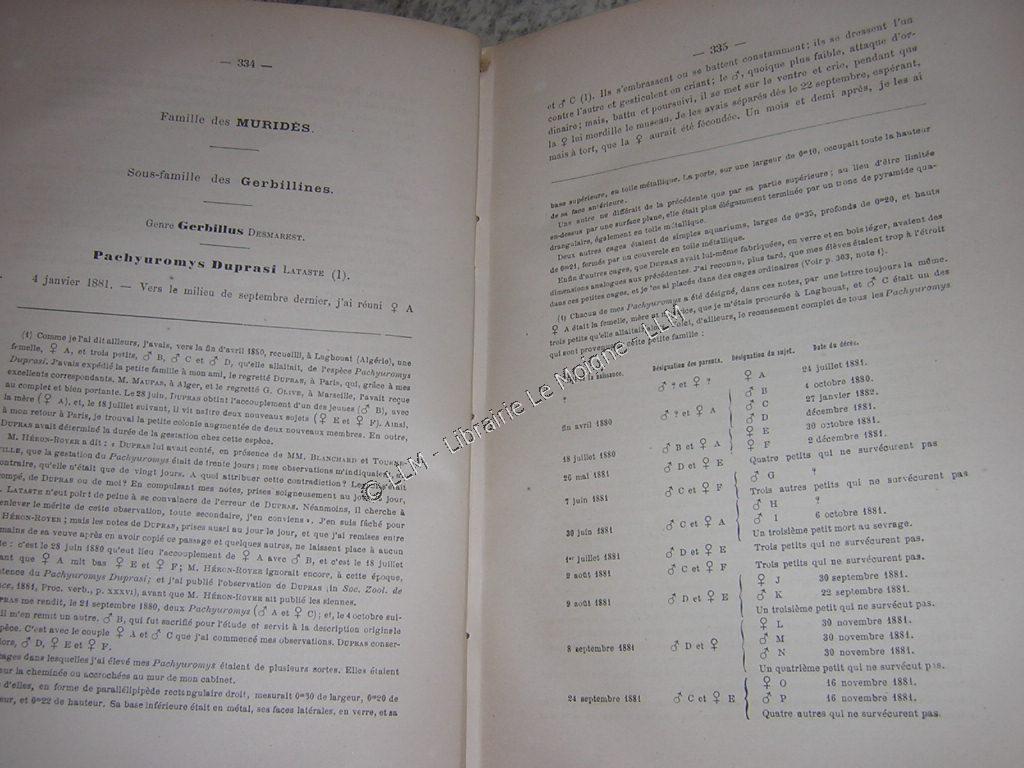 — 334 —
Famille des MURIDÉS.
Sous-famille des Gerbillines.
Genre Gerbillus DESMAREST.
Pachyuromys Duprasi LATASTE (1).
4 janvier 1881. — Vers le milieu de septembre dernier, j'ai réuni ♀ A
(1) Comme je l'ai dit ailleurs, j'avais, vers la fin d'avril 1880, recueilli, à Laghouat (Algérie), une
femelle, ♀ A, et trois petits, ♂ B, ♂ C et ♂ D, qu'elle allaitait, de l'espèce Pachyuromys
Duprasi. J'avais expédié la petite famille à mon ami, le regretté DUPRAS, à Paris, qui, grâce à mes
excellents correspondants, M. MAUPAS, à Alger, et le regretté G. OLIVE, à Marseille, l'avait reçue
au complet et bien portante. Le 28 juin, DUPRAS obtint l'accouplement d'un des jeunes (♂ B), avec
la mère (♀ A), et, le 18 juillet suivant, il vit naître deux nouveaux sujets (♀ E et ♀ F). Ainsi,
à mon retour à Paris, je trouvai la petite colonie augmentée de deux nouveaux membres. En outre,
DUPRAS avait déterminé la durée de la gestation chez cette espèce.
M. HÉRON-ROYER a dit : « DUPRAS lui avait conté, en présence de MM. BLANCHARD et
VILLE, que la gestation du Pachyuromys était de trente jours ; mes observations m'indiquaient,
contraire, qu'elle n'était que de vingt jours. A quoi attribuer cette contradiction ? était
trompé, de DUPRAS ou de moi? En compulsant mes notes, prises soigneusement au jour le jour,
LATASTE n'eut point de peine à se convaincre de l'erreur de DUPRAS. Néanmoins, il cherche à
enlever le mérite de cette observation, toute secondaire, j'en conviens ». J'en suis fâché pour
HÉRON-ROYER ; mais les notes de DUPRAS, prises aussi au jour le jour, et que j'ai remises entre
mains de sa veuve après en avoir copié ce passage et quelques autres, ne laissent place à aucun
: c'est le 28 juin 1880 qu'eut lieu l'accouplement de ♀ A avec ♂ B, et c'est le 18 juillet
que ♀ A mit bas ♀ E et ♀ F ; M. HÉRON-ROYER ignorait encore, à cette époque,
l'existence du Pachyuromys Duprasi ; et j'ai publié l'observation de DUPRAS (in Soc. Zool. de
France, 1881, Proc. verb., p. XXXVI), avant que M. HÉRON-ROYER ait publié les siennes.
DUPRAS me rendit, le 21 septembre 1880, deux Pachyuromys (♂ A et ♀ C) ; et, le 4 octobre sui-
il m'en remit un autre, ♂ B, qui fut sacrifié pour l'étude et servit à la description originale
C'est avec le couple ♀ A et ♂ C que j'ai commencé mes observations. DUPRAS conser-
alors, ♂ D, ♀ E et ♀ F.
cages dans lesquelles j'ai élevé mes Pachyuromys étaient de plusieurs sortes. Elles étaient
sur la cheminée ou accrochées au mur de mon cabinet.
d'elles, en forme de parallélipipède rectangulaire droit, mesurait 0m30 de largeur, 0m20 de
et 0m22 de hauteur. Sa base inférieure était en métal, ses faces latérales, en verre, et sa
— 335 —
et ♂ C (1). Ils s'embrassent ou se battent constamment ; ils se dressent l'un
contre l'autre et gesticulent en criant ; le ♂, quoique plus faible, attaque d'or-
dinaire ; mais, battu et poursuivi, il se met sur le ventre et crie, pendant que
la ♀ lui mordille le museau. Je les avais séparés dès le 22 septembre, espérant,
mais à tort, que la ♀ aurait été fécondée. Un mois et demi après, je les ai
base supérieure, en toile métallique. La porte, sur une largeur de 0m10, occupait toute la hauteur
de sa face antérieure.
Une autre ne différait de la précédente que par sa partie supérieure ; au lieu d'être limitée
en-dessus par une surface plane, elle était plus élégamment terminée par un tronc de pyramide qua-
drangulaire, également en toile métallique.
Deux autres cages étaient de simples aquariums, larges de 0m35, profonds de 0m20, et hauts
de 0m21, fermés par un couvercle en toile métallique.
Enfin d'autres cages, que DUPRAS avait lui-même fabriquées, en verre et en bois léger, avaient des
dimensions analogues aux précédentes. J'ai reconnu, plus tard, que mes élèves étaient trop à l'étroit
dans ces petites cages, et je les ai placés dans des cages ordinaires (Voir p. 303, note 1).
(1) Chacun de mes Pachyuromys a été désigné, dans ces notes, par une lettre toujours la même.
♀ A était la femelle, mère et nourrice, que je m'étais procurée à Laghouat, et ♂ C était un des
trois petits qu'elle allaitait alors. Voici, d'ailleurs, le recensement complet de tous les Pachyuromys
qui sont provenus de cette petite famille :
naissance. Désignation des parents. Désignation du sujet. Date du décès.
? ♂ ? et ♀ ? ♀ A 24 juillet 1881.
♂ B 4 octobre 1880.
fin avril 1880 ♂ ? et ♀ A ♂ C 27 janvier 1882.
♂ D décembre 1881.
18 juillet 1880 ♂ B et ♀ A ♀ E 30 octobre 1881.
♀ F 2 décembre 1881.
26 mai 1881 ♂ D et ♀ E Quatre petits qui ne survécurent pas
7 juin 1881 ♂ C et ♀ F ♂ G ?
Trois autres petits qui ne survécurent pas
♂ H ?
30 juin 1881 ♂ C et ♀ A ♂ I 6 octobre 1881.
Un troisième petit mort au sevrage.
1er juillet 1881 ♂ D et ♀ E Trois petits qui ne survécurent pas.
2 août 1881 ♂ C et ♀ F Trois petits qui ne survécurent pas.
♀ J 30 septembre 1881.
9 août 1881 ♂ D et ♀ E ♂ K 22 septembre 1881.
Un troisième petit qui ne survécut pas.
♀ L 30 novembre 1881.
8 septembre 1881 ♂ D et ♀ ♂ M 30 novembre 1881.
♂ N 30 novembre 1881.
Un quatrième petit qui ne survécut pas.
♀ O 16 novembre 1881.
24 septembre 1881 ♂ C et ♀ E ♂ P 16 novembre 1881.
Quatre autres qui ne survécurent pas.
© LLM - Librairie Le Moigne - LLM